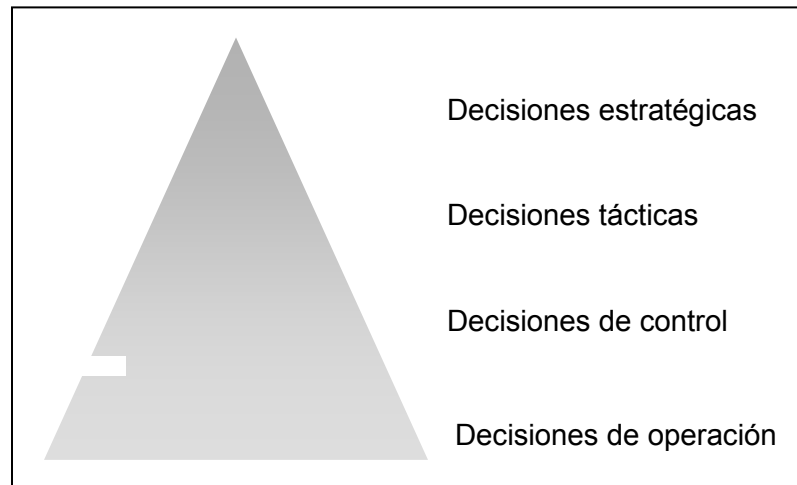 Decisiones estratégicas
Decisiones tácticas
Decisiones de control
Decisiones de operación